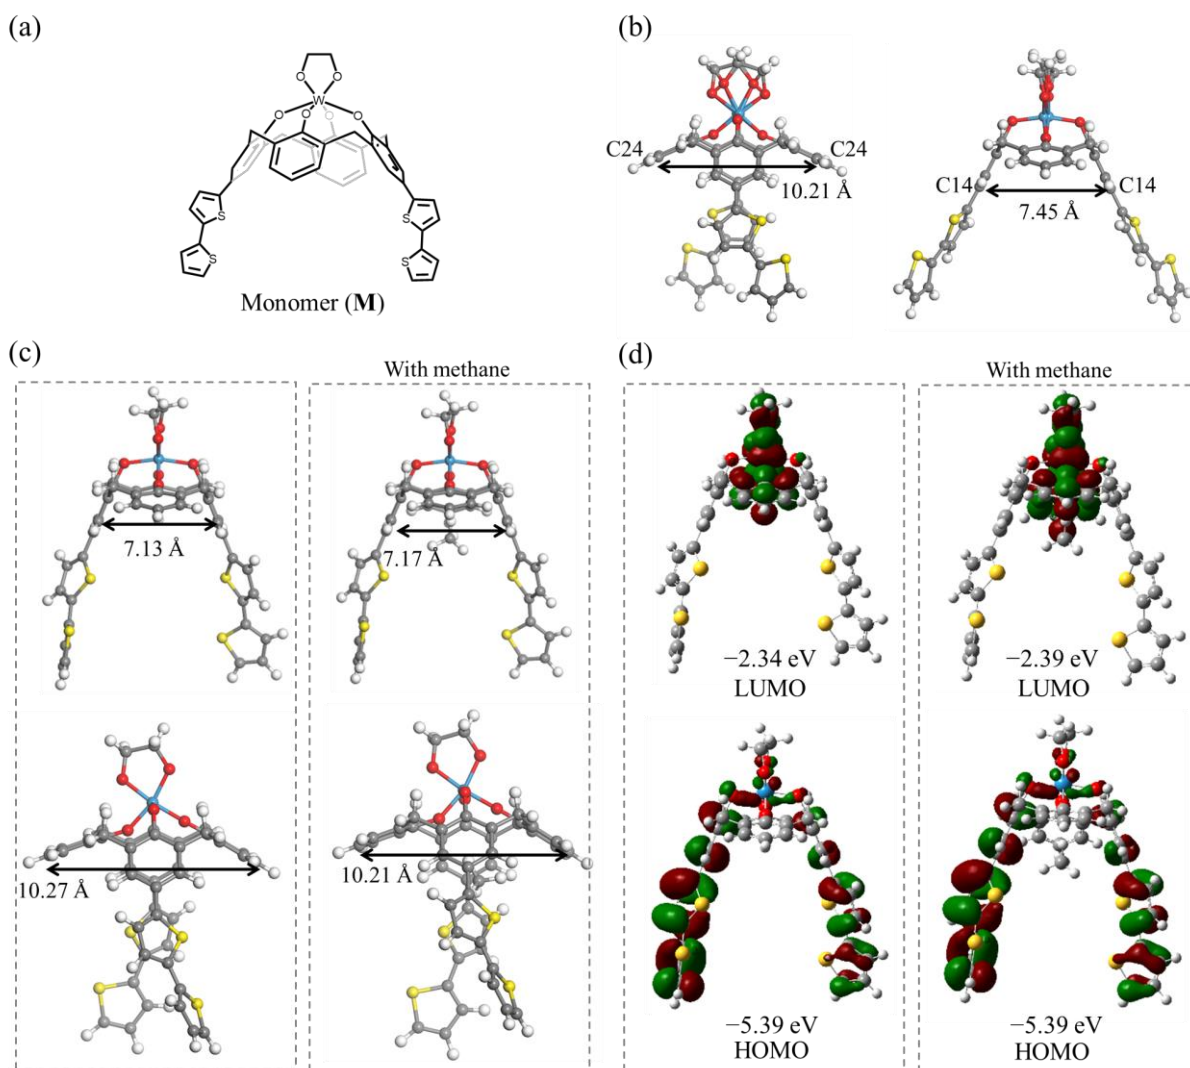 (a)
O
O
W
O
O
O
O
S
S
S
S
Monomer (M)
(b)
C24
C24
10.21 Å
C14
C14
7.45 Å
(c)
With methane
7.13 Å
7.17 Å
10.27 Å
10.21 Å
(d)
With methane
−2.34 eV
LUMO
−2.39 eV
LUMO
−5.39 eV
HOMO
−5.39 eV
HOMO